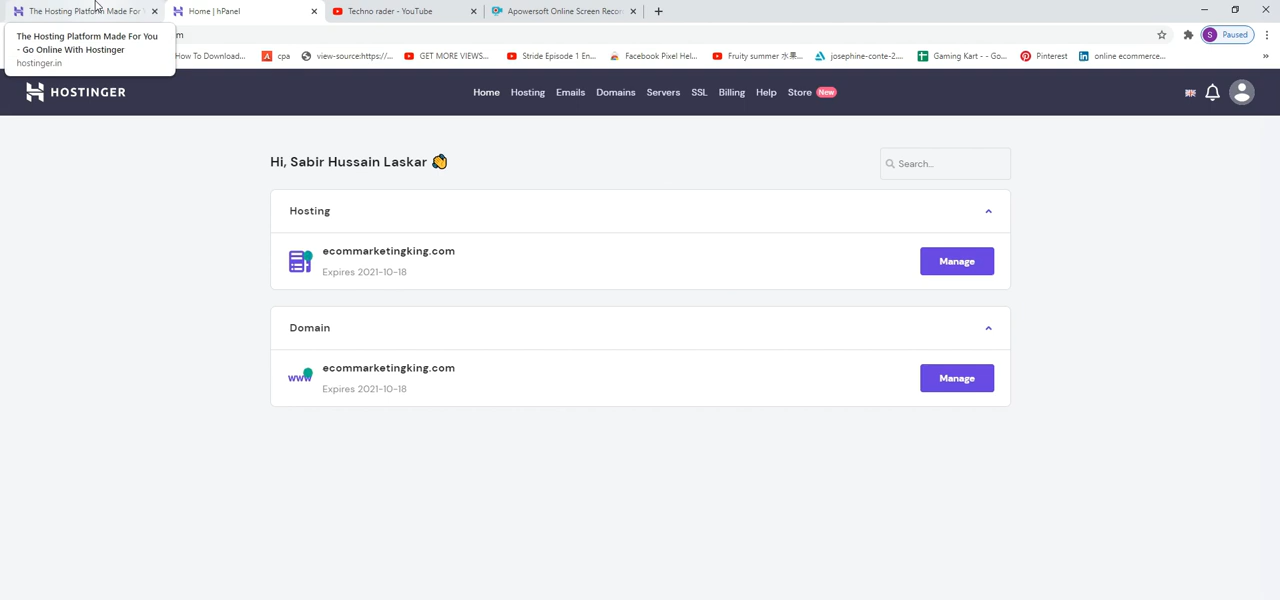 The Hosting Platform Made For
Home | hPanel
Techno rader - YouTube
Apowersoft Online Screen Recor
The Hosting Platform Made For You
- Go Online With Hostinger
hostinger.in
m
S
Paused
How To Download...
cpa
view-source:https://...
GET MORE VIEWS...
Stride Episode 1 En...
Facebook Pixel Hel...
Fruity summer 水果...
josephine-conte-2....
Gaming Kart - - Go...
Pinterest
online ecommerce...
»
HOSTINGER
Home
Hosting
Emails
Domains
Servers
SSL
Billing
Help
Store
New
Hi, Sabir Hussain Laskar 👋
Search...
Hosting
ecommarketingking.com
Expires 2021-10-18
Manage
Domain
www
ecommarketingking.com
Expires 2021-10-18
Manage